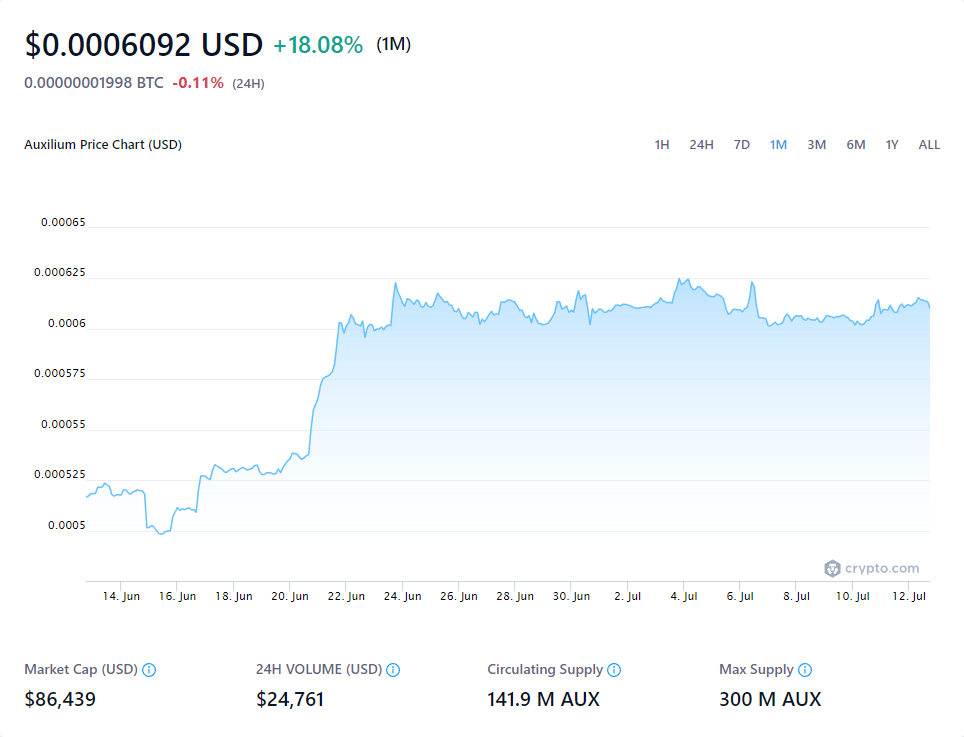 $0.0006092 USD +18.08% (1M)
0.00000001998 BTC -0.11% (24H)
Auxilium Price Chart (USD)
1H 24H 7D 1M 3M 6M 1Y ALL
0.00065
0.000625
0.0006
0.000575
0.00055
0.000525
0.0005
crypto.com
14. Jun 16. Jun 18. Jun 20. Jun 22. Jun 24. Jun 26. Jun 28. Jun 30. Jun 2. Jul 4. Jul 6. Jul 8. Jul 10. Jul 12. Jul
Market Cap (USD) 24H VOLUME (USD) Circulating Supply Max Supply
$86,439 $24,761 141.9 M AUX 300 M AUX